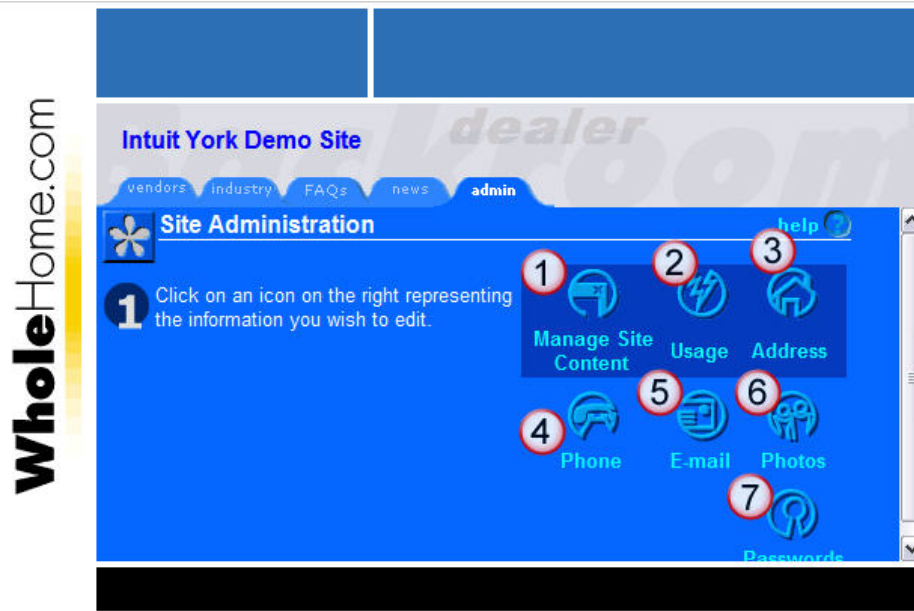 WholeHome.com
dealer
Backroom
Intuit York Demo Site
vendors industry FAQs news admin
Site Administration
help ?
1 Click on an icon on the right representing
the information you wish to edit.
1 2 3
Manage Site
Content
Usage Address
4 5 6
Phone E-mail Photos
7
Passwords